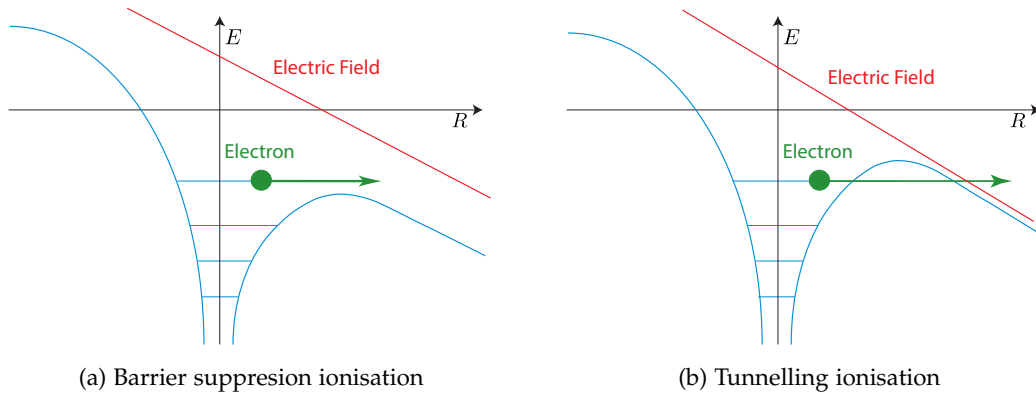 E
Electric Field
R
Electron
(a) Barrier suppresion ionisation
E
Electric Field
R
Electron
(b) Tunnelling ionisation